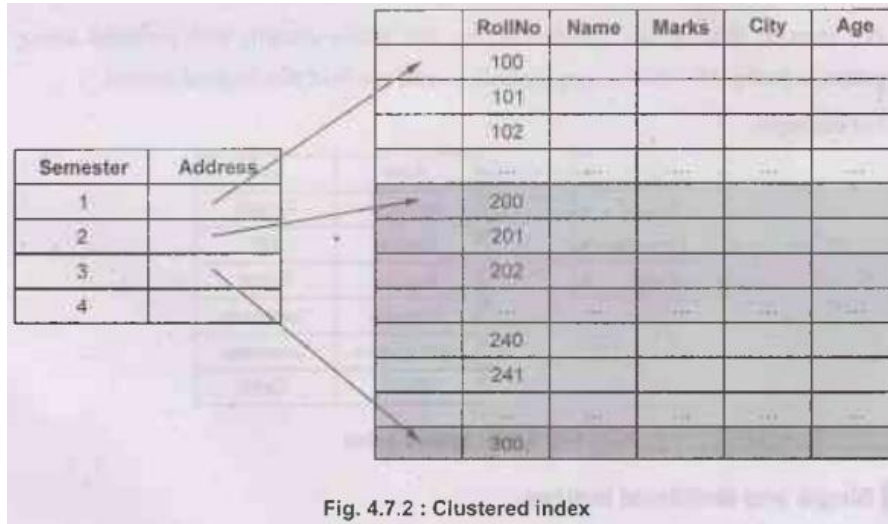 RollNo Name Marks City Age
100
101
102
... ... ... ... ...
200
201
202
... ... ... ... ...
240
241
... ... ... ... ...
300
Semester Address
1
2
3
4
Fig. 4.7.2 : Clustered index